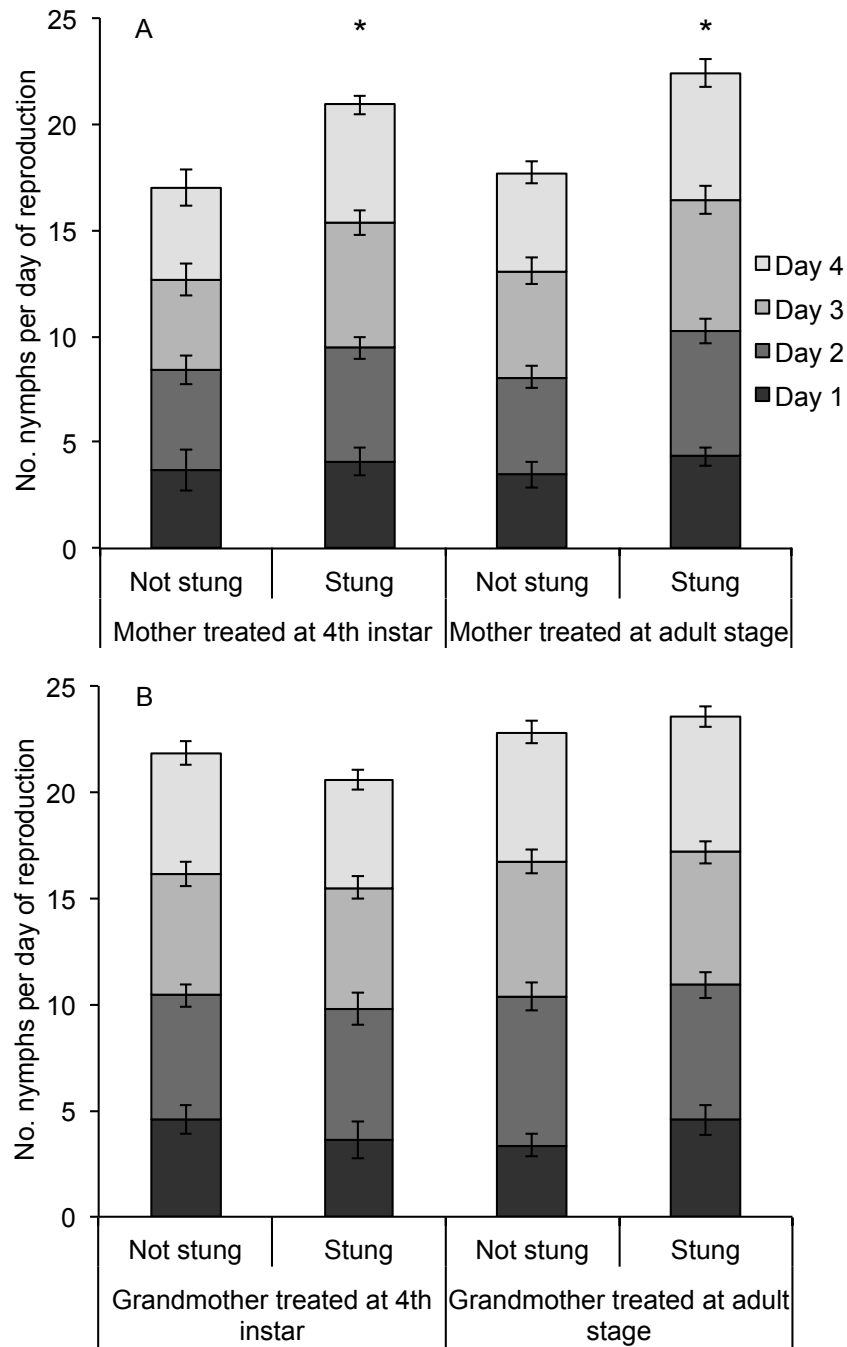 A
*
*
25
20
15
10
5
0
No. nymphs per day of reproduction
Day 4
Day 3
Day 2
Day 1
Not stung
Stung
Not stung
Stung
Mother treated at 4th instar
Mother treated at adult stage
B
25
20
15
10
5
0
No. nymphs per day of reproduction
Not stung
Stung
Not stung
Stung
Grandmother treated at 4th
instar
Grandmother treated at adult
stage